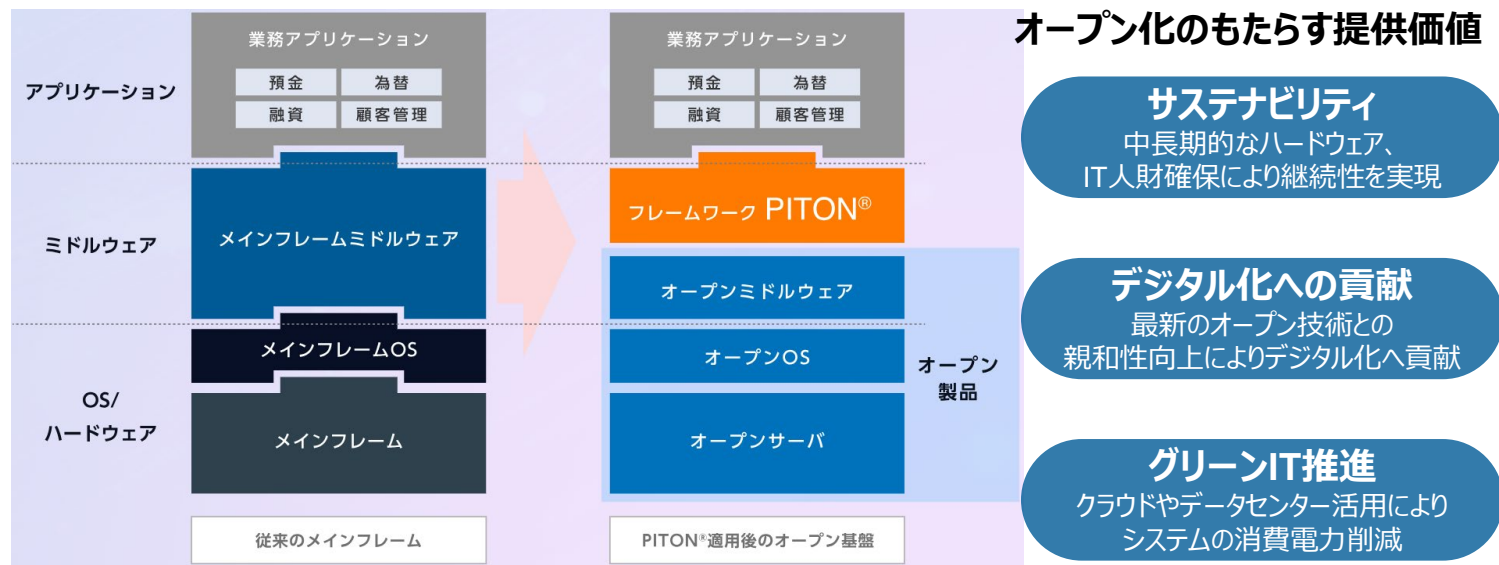 オープン化のもたらす提供価値
アプリケーション
業務アプリケーション
預金
為替
融資
顧客管理
業務アプリケーション
預金
為替
融資
顧客管理
ミドルウェア
メインフレームミドルウェア
フレームワーク PITON®
オープンミドルウェア
OS/
ハードウェア
メインフレームOS
メインフレーム
オープンOS
オープンサーバ
オープン
製品
従来のメインフレーム
PITON®適用後のオープン基盤
サステナビリティ
中長期的なハードウェア、
IT人財確保により継続性を実現
デジタル化への貢献
最新のオープン技術との
親和性向上によりデジタル化へ貢献
グリーンIT推進
クラウドやデータセンター活用により
システムの消費電力削減